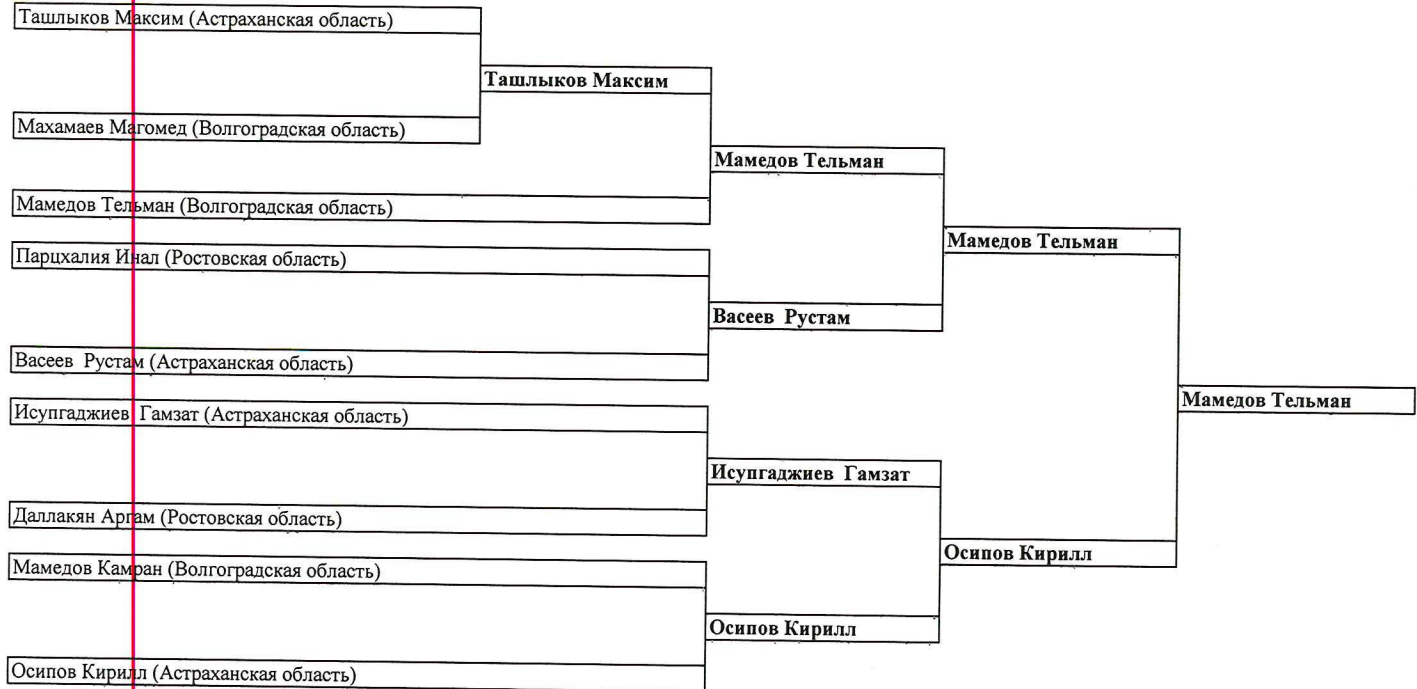 Ташлыков Максим (Астраханская область)
Ташлыков Максим
Махамаев Магомед (Волгоградская область)
Мамедов Тельман
Мамедов Тельман (Волгоградская область)
Мамедов Тельман
Парцхалия Инал (Ростовская область)
Васеев Рустам
Васеев Рустам (Астраханская область)
Мамедов Тельман
Исупгаджиев Гамзат (Астраханская область)
Исупгаджиев Гамзат
Даллакян Аргам (Ростовская область)
Осипов Кирилл
Мамедов Камран (Волгоградская область)
Осипов Кирилл
Осипов Кирилл (Астраханская область)